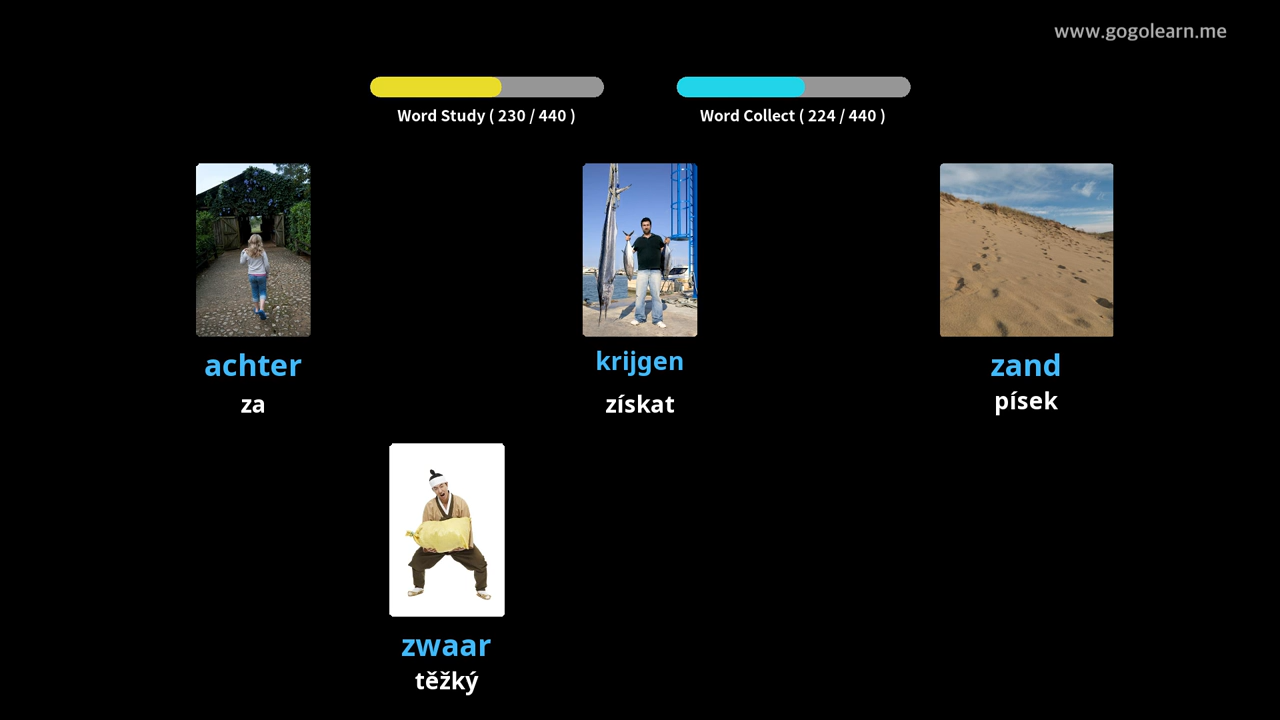 www.gogolearn.me
Word Study ( 230 / 440 )
Word Collect ( 224 / 440 )
achter
za
krijgen
získat
zand
písek
zwaar
těžký